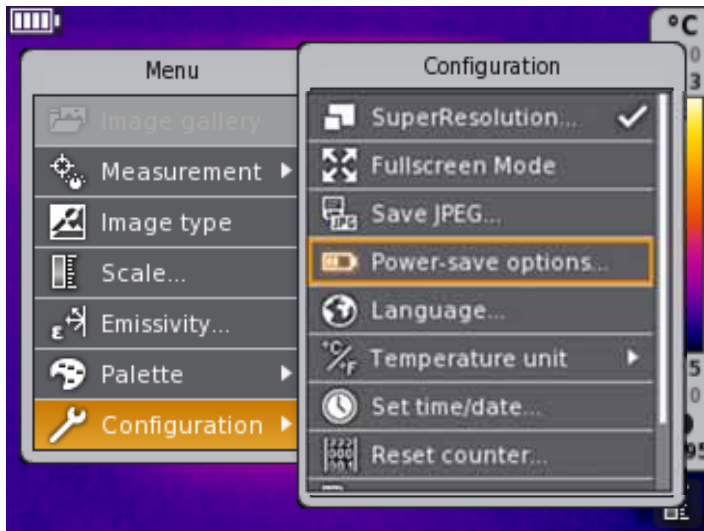 °C
Menu
Image gallery
Measurement
Image type
Scale...
Emissivity...
Palette
Configuration
Configuration
SuperResolution...
Fullscreen Mode
Save JPEG...
Power-save options...
Language...
Temperature unit
Set time/date...
Reset counter...